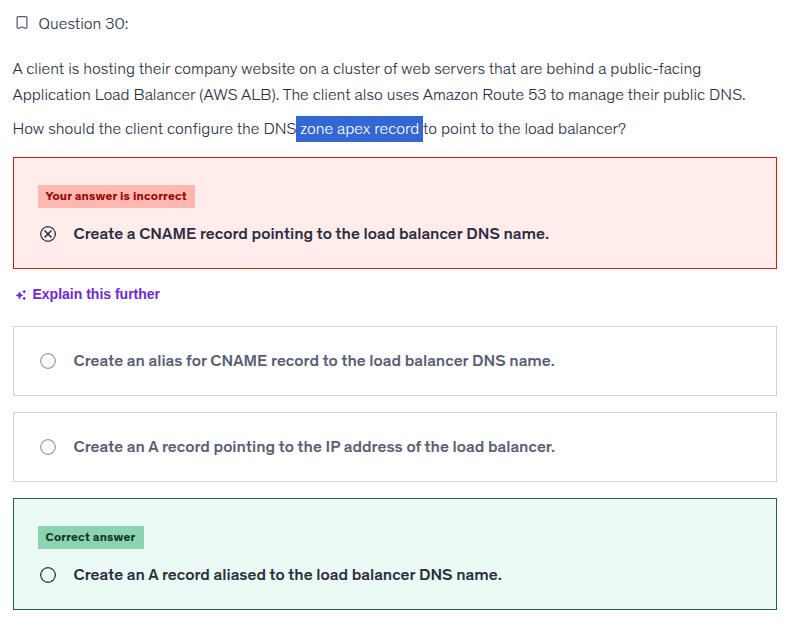 Question 30:
A client is hosting their company website on a cluster of web servers that are behind a public-facing
Application Load Balancer (AWS ALB). The client also uses Amazon Route 53 to manage their public DNS.
How should the client configure the DNS zone apex record to point to the load balancer?
Your answer is incorrect
Create a CNAME record pointing to the load balancer DNS name.
Explain this further
Create an alias for CNAME record to the load balancer DNS name.
Create an A record pointing to the IP address of the load balancer.
Correct answer
Create an A record aliased to the load balancer DNS name.